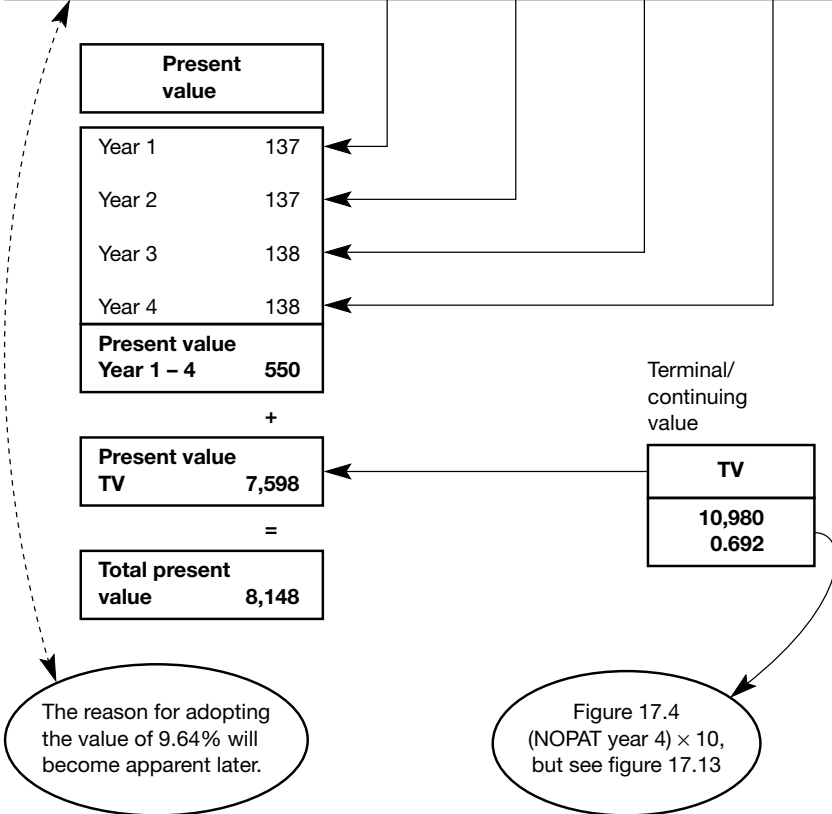 Present
value
Year 1 137
Year 2 137
Year 3 138
Year 4 138
Present value
Year 1 – 4 550
+
Present value
TV 7,598
=
Total present
value 8,148
Terminal/
continuing
value
TV
10,980
0.692
The reason for adopting
the value of 9.64% will
become apparent later.
Figure 17.4
(NOPAT year 4) × 10,
but see figure 17.13